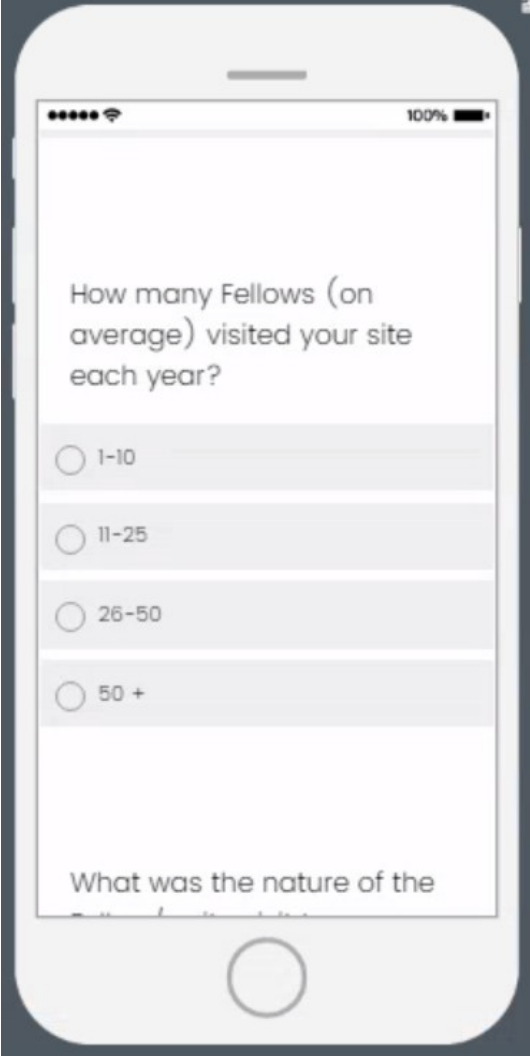 100%
How many Fellows (on
average) visited your site
each year?
1-10
11-25
26-50
50 +
What was the nature of the